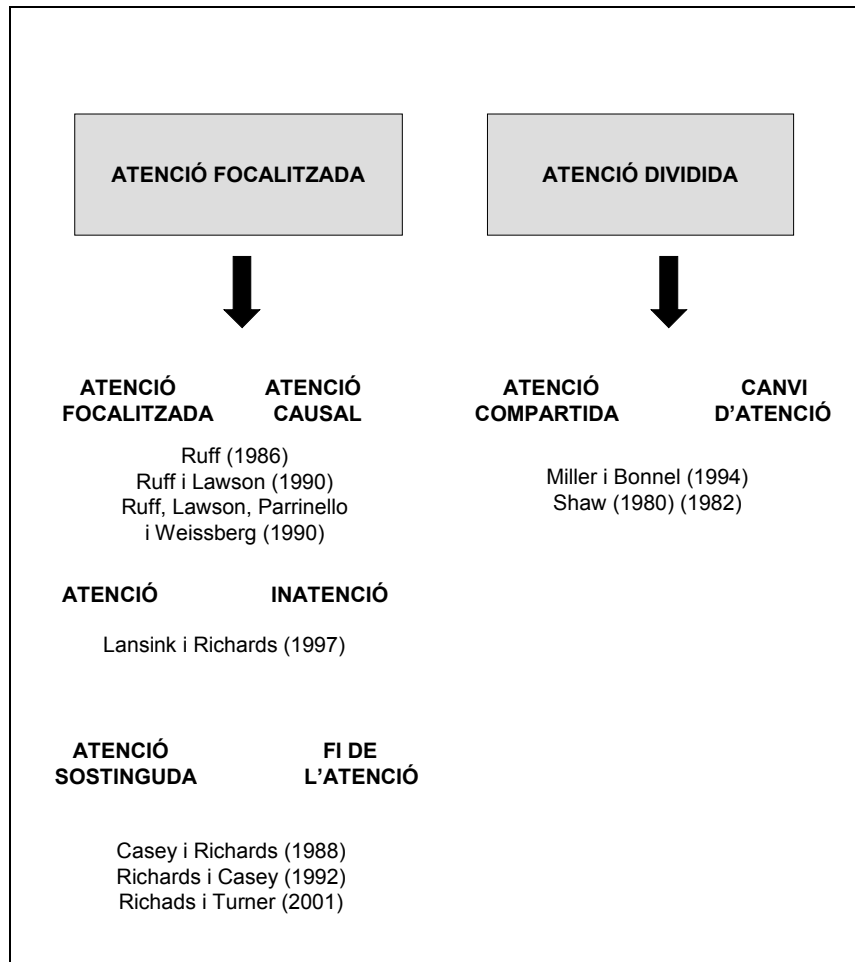 ATENCIÓ FOCALITZADA
ATENCIÓ DIVIDIDA
ATENCIÓ FOCALITZADA
ATENCIÓ CAUSAL
Ruff (1986)
Ruff i Lawson (1990)
Ruff, Lawson, Parrinello
i Weissberg (1990)
ATENCIÓ
INATENCIÓ
Lansink i Richards (1997)
ATENCIÓ SOSTINGUDA
FI DE L’ATENCIÓ
Casey i Richards (1988)
Richards i Casey (1992)
Richads i Turner (2001)
ATENCIÓ COMPARTIDA
CANVI D’ATENCIÓ
Miller i Bonnel (1994)
Shaw (1980) (1982)